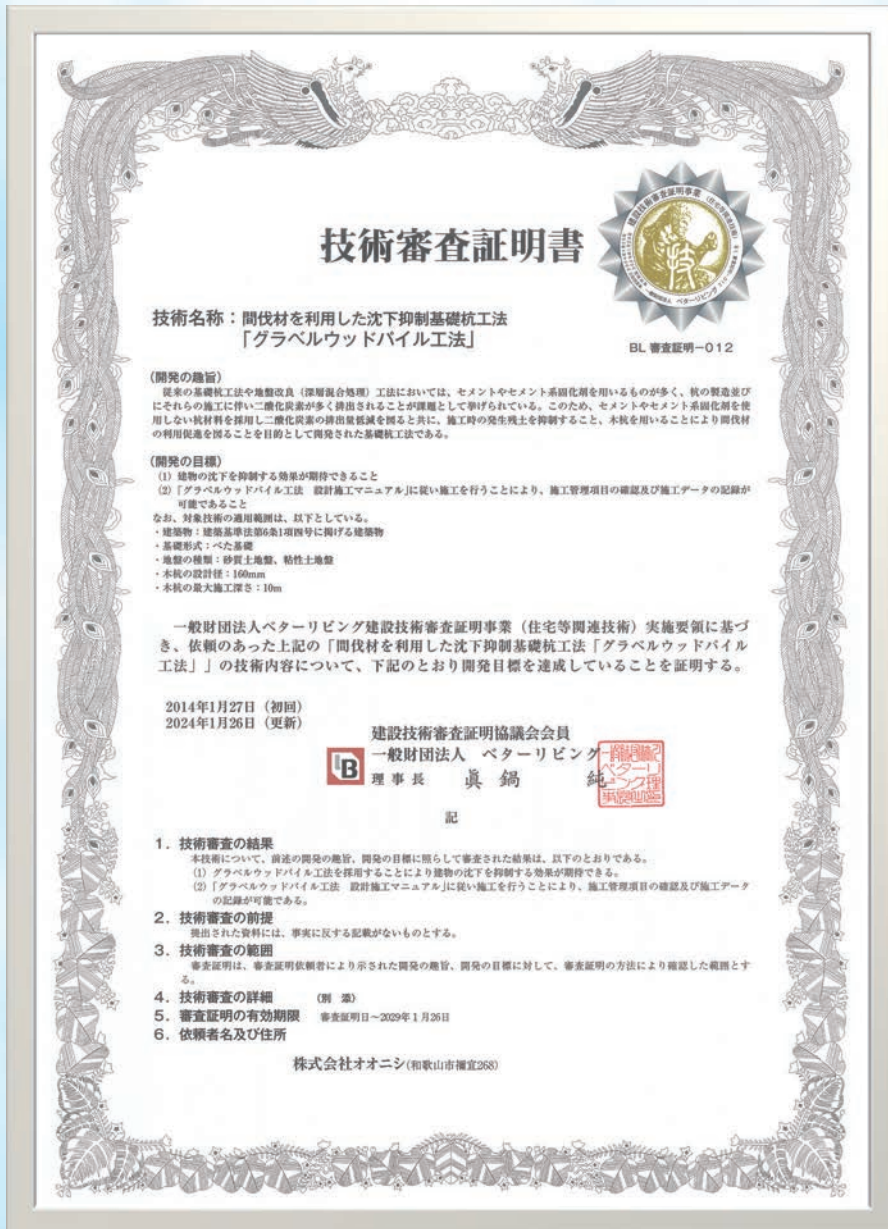 技術審査証明書
建設技術審査証明事業(住宅等関連技術)
技
一般財団法人 ベターリビング
BL 審査証明-012
技術名称:間伐材を利用した沈下抑制基礎杭工法
「グラベルウッドパイル工法」
(開発の趣旨)
従来の基礎杭工法や地盤改良(深層混合処理)工法においては、セメントやセメント系固化剤を用いるものが多く、杭の製造並び
にそれらの施工に伴い二酸化炭素が多く排出されることが課題として挙げられている。このため、セメントやセメント系固化剤を使
用しない杭材料を採用し二酸化炭素の排出量低減を図ると共に、施工時の発生残土を抑制すること、木杭を用いることにより間伐材
の利用促進を図ることを目的として開発された基礎杭工法である。
(開発の目標)
(1) 建物の沈下を抑制する効果が期待できること
(2)「グラベルウッドパイル工法 設計施工マニュアル」に従い施工を行うことにより、施工管理項目の確認及び施工データの記録が
可能であること
なお、対象技術の適用範囲は、以下としている。
・建築物:建築基準法第6条1項四号に掲げる建築物
・基礎形式:べた基礎
・地盤の種類:砂質土地盤、粘性土地盤
・木杭の設計径:160mm
・木杭の最大施工深さ:10m
一般財団法人ベターリビング建設技術審査証明事業(住宅等関連技術)実施要領に基づ
き、依頼のあった上記の「間伐材を利用した沈下抑制基礎杭工法「グラベルウッドパイル
工法」」の技術内容について、下記のとおり開発目標を達成していることを証明する。
2014年1月27日(初回)
2024年1月26日(更新)
建設技術審査証明協議会会員
一般財団法人 ベターリビング
理事長 眞鍋 純
記
1.技術審査の結果
本技術について、前述の開発の趣旨、開発の目標に照らして審査された結果は、以下のとおりである。
(1) グラベルウッドパイル工法を採用することにより建物の沈下を抑制する効果が期待できる。
(2)「グラベルウッドパイル工法 設計施工マニュアル」に従い施工を行うことにより、施工管理項目の確認及び施工データ
の記録が可能である。
2.技術審査の前提
提出された資料には、事実に反する記載がないものとする。
3.技術審査の範囲
審査証明は、審査証明依頼者により示された開発の趣旨、開発の目標に対して、審査証明の方法により確認した範囲とす
る。
4.技術審査の詳細 (別 添)
5.審査証明の有効期限 審査証明日~2029年1月26日
6.依頼者名及び住所
株式会社オオニシ(和歌山市禰宜268)